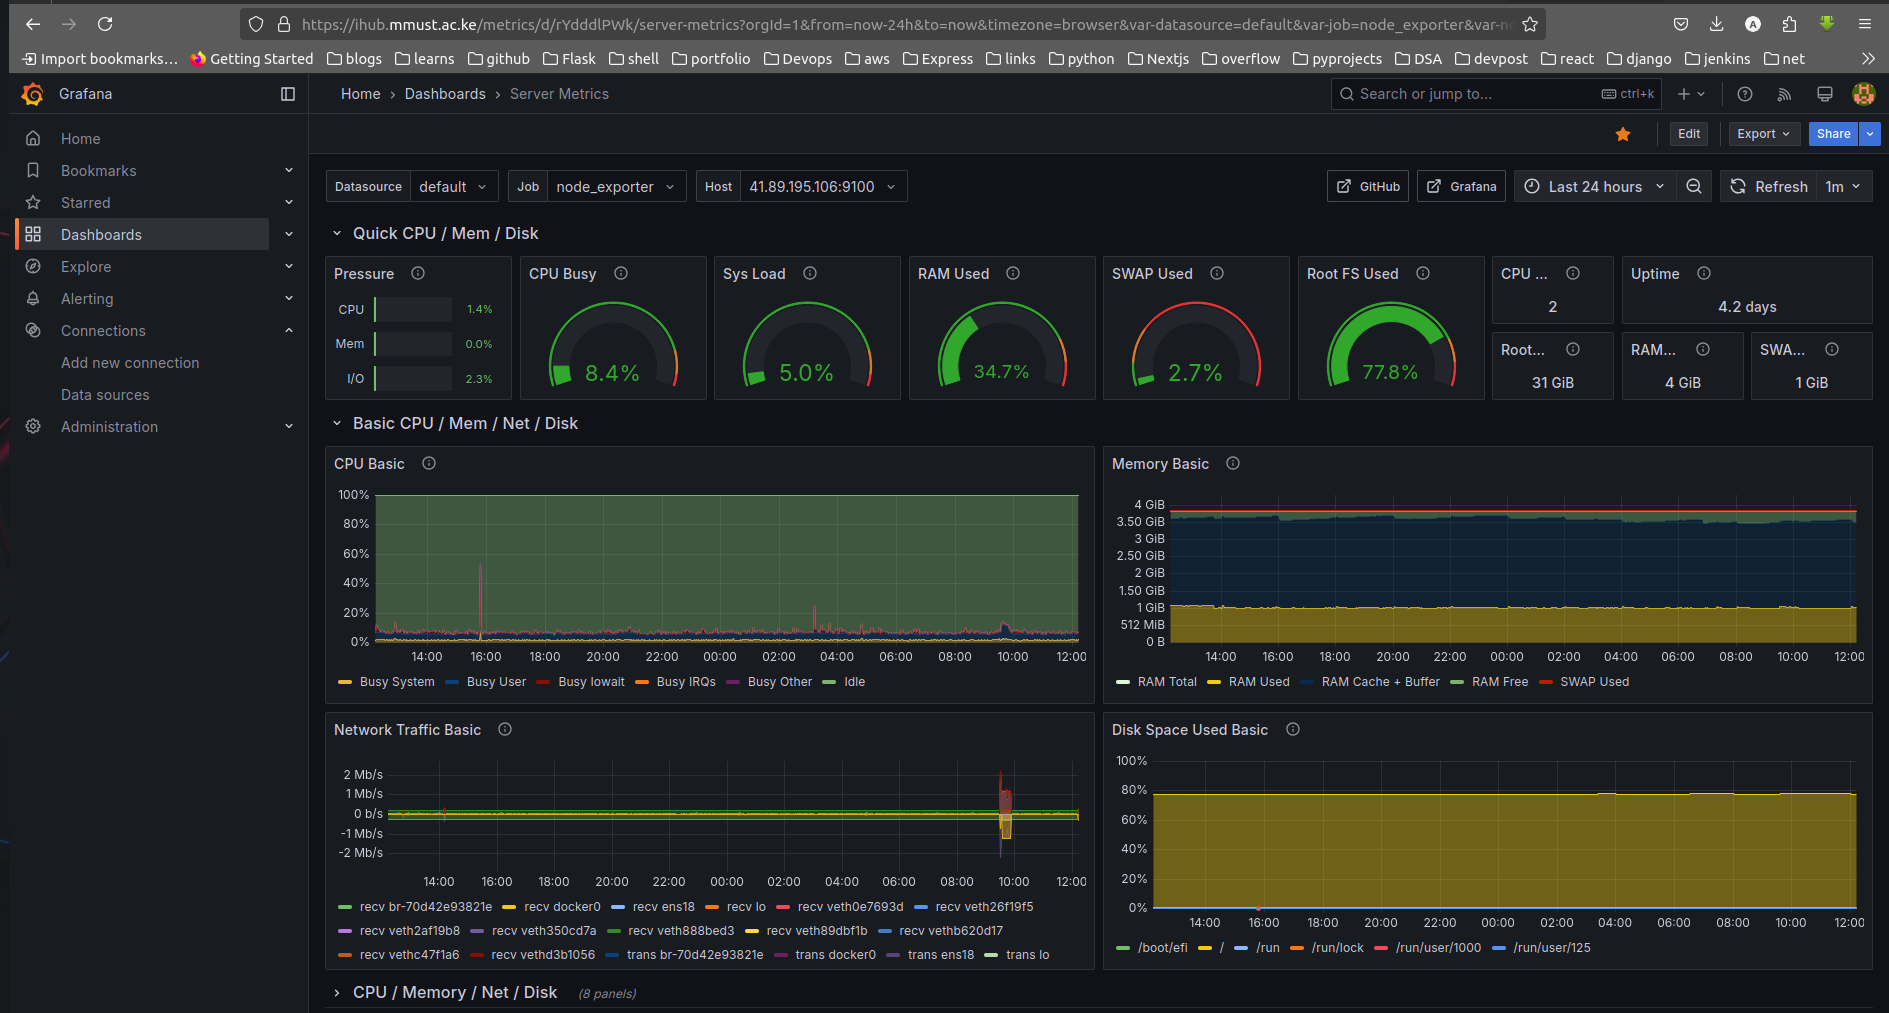 https://ihub.mmust.ac.ke/metrics/d/rYdddlPWk/server-metrics?orgId=1&from=now-24h&to=now&timezone=browser&var-datasource=default&var-job=node_exporter&var-n
Import bookmarks... Getting Started blogs learns github Flask shell portfolio Devops aws Express links python Nextjs overflow pyprojects DSA devpost react django jenkins net
Grafana Home › Dashboards › Server Metrics Search or jump to... ctrl+k
Edit Export Share
Home
Bookmarks
Starred
Dashboards
Explore
Alerting
Connections
Add new connection
Data sources
Administration
Datasource default Job node_exporter Host 41.89.195.106:9100 GitHub Grafana Last 24 hours Refresh 1m
Quick CPU / Mem / Disk
Pressure
CPU 1.4%
Mem 0.0%
I/O 2.3%
CPU Busy
8.4%
Sys Load
5.0%
RAM Used
34.7%
SWAP Used
2.7%
Root FS Used
77.8%
CPU ...
2
Uptime
4.2 days
Root...
31 GiB
RAM...
4 GiB
SWA...
1 GiB
Basic CPU / Mem / Net / Disk
CPU Basic
100%
80%
60%
40%
20%
0%
14:00 16:00 18:00 20:00 22:00 00:00 02:00 04:00 06:00 08:00 10:00 12:00
Busy System Busy User Busy Iowait Busy IRQs Busy Other Idle
Memory Basic
4 GiB
3.50 GiB
3 GiB
2.50 GiB
2 GiB
1.50 GiB
1 GiB
512 MiB
0 B
14:00 16:00 18:00 20:00 22:00 00:00 02:00 04:00 06:00 08:00 10:00 12:00
RAM Total RAM Used RAM Cache + Buffer RAM Free SWAP Used
Network Traffic Basic
2 Mb/s
1 Mb/s
0 b/s
-1 Mb/s
-2 Mb/s
14:00 16:00 18:00 20:00 22:00 00:00 02:00 04:00 06:00 08:00 10:00 12:00
recv br-70d42e93821e recv docker0 recv ens18 recv lo recv veth0e7693d recv veth26f19f5
recv veth2af19b8 recv veth350cd7a recv veth888bed3 recv veth89dbf1b recv vethb620d17
recv vethc47f1a6 recv vethd3b1056 trans br-70d42e93821e trans docker0 trans ens18 trans lo
Disk Space Used Basic
100%
80%
60%
40%
20%
0%
14:00 16:00 18:00 20:00 22:00 00:00 02:00 04:00 06:00 08:00 10:00 12:00
/boot/efi / /run /run/lock /run/user/1000 /run/user/125
CPU / Memory / Net / Disk (8 panels)